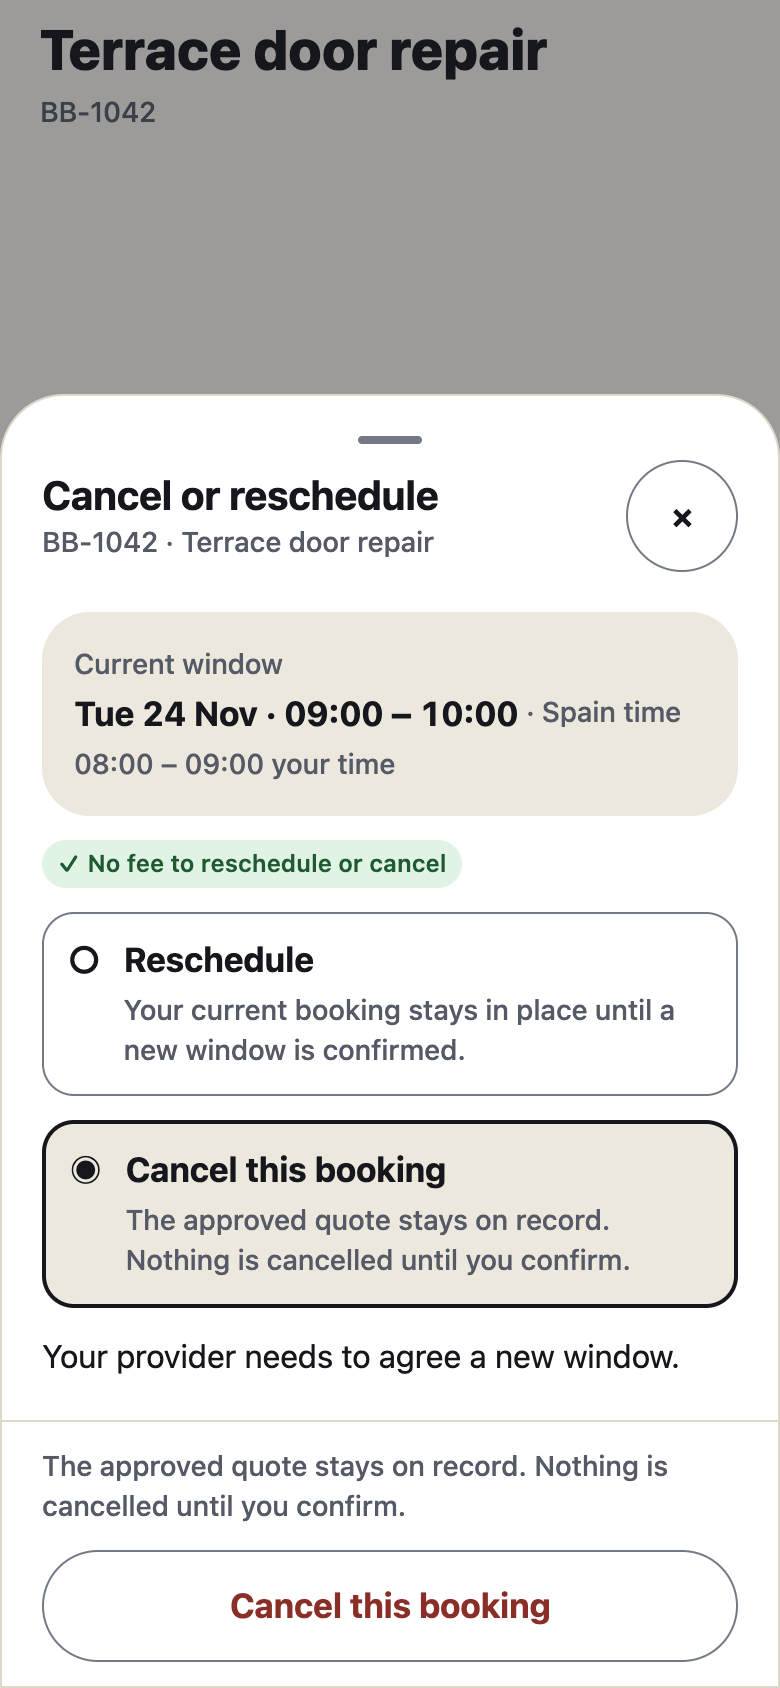 Terrace door repair
BB-1042
Cancel or reschedule
BB-1042 · Terrace door repair
×
Current window
Tue 24 Nov · 09:00 – 10:00 · Spain time
08:00 – 09:00 your time
✓ No fee to reschedule or cancel
Reschedule
Your current booking stays in place until a
new window is confirmed.
Cancel this booking
The approved quote stays on record.
Nothing is cancelled until you confirm.
Your provider needs to agree a new window.
The approved quote stays on record. Nothing is
cancelled until you confirm.
Cancel this booking